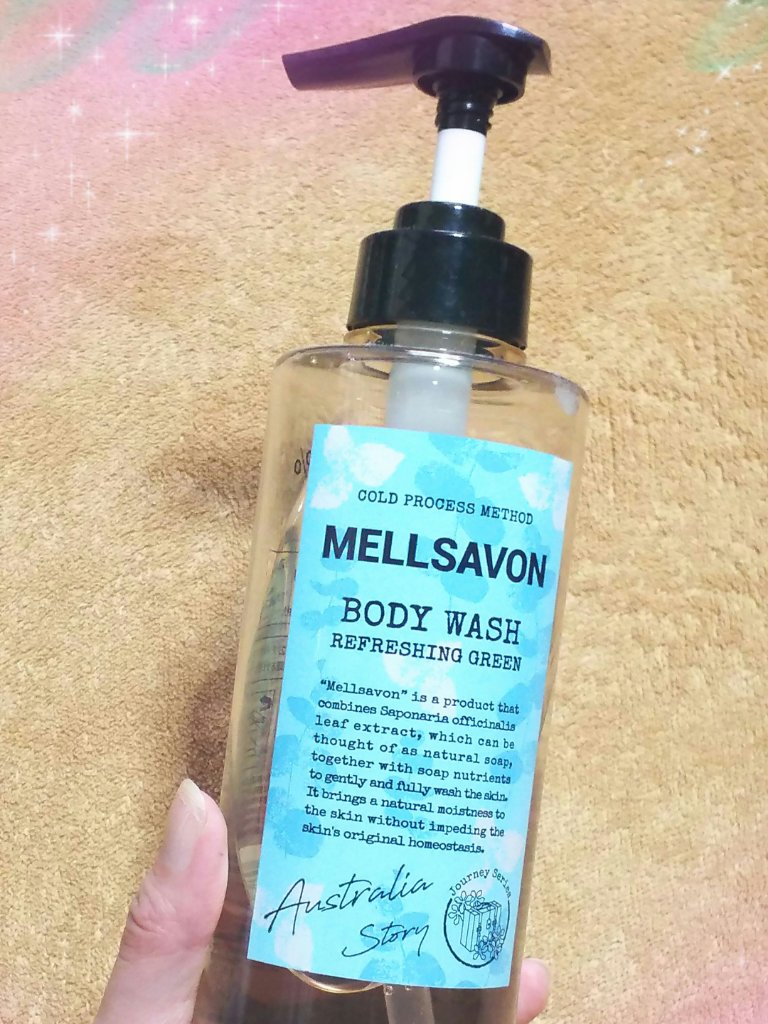 COLD PROCESS METHOD
MELLSAVON
BODY WASH
REFRESHING GREEN
"Mellsavon" is a product that
combines Saponaria officinalis
leaf extract, which can be
thought of as natural soap,
together with soap nutrients
to gently and fully wash the skin.
It brings a natural moistness to
the skin without impeding the
skin's original homeostasis.
Australia
Story
Journey Series